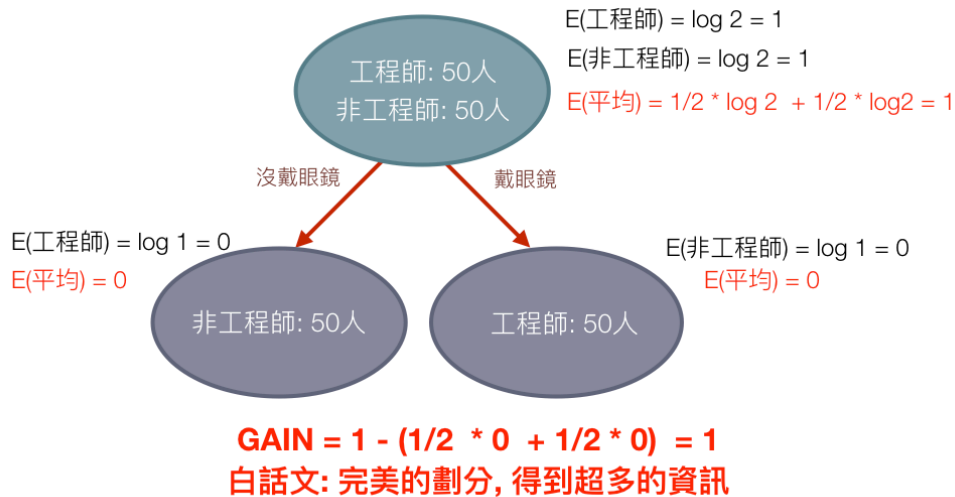 E(工程師) = log 2 = 1
E(非工程師) = log 2 = 1
E(平均) = 1/2 * log 2 + 1/2 * log2 = 1
工程師: 50人
非工程師: 50人
沒戴眼鏡
戴眼鏡
E(工程師) = log 1 = 0
E(平均) = 0
E(非工程師) = log 1 = 0
E(平均) = 0
非工程師: 50人
工程師: 50人
GAIN = 1 - (1/2 * 0 + 1/2 * 0) = 1
白話文: 完美的劃分, 得到超多的資訊